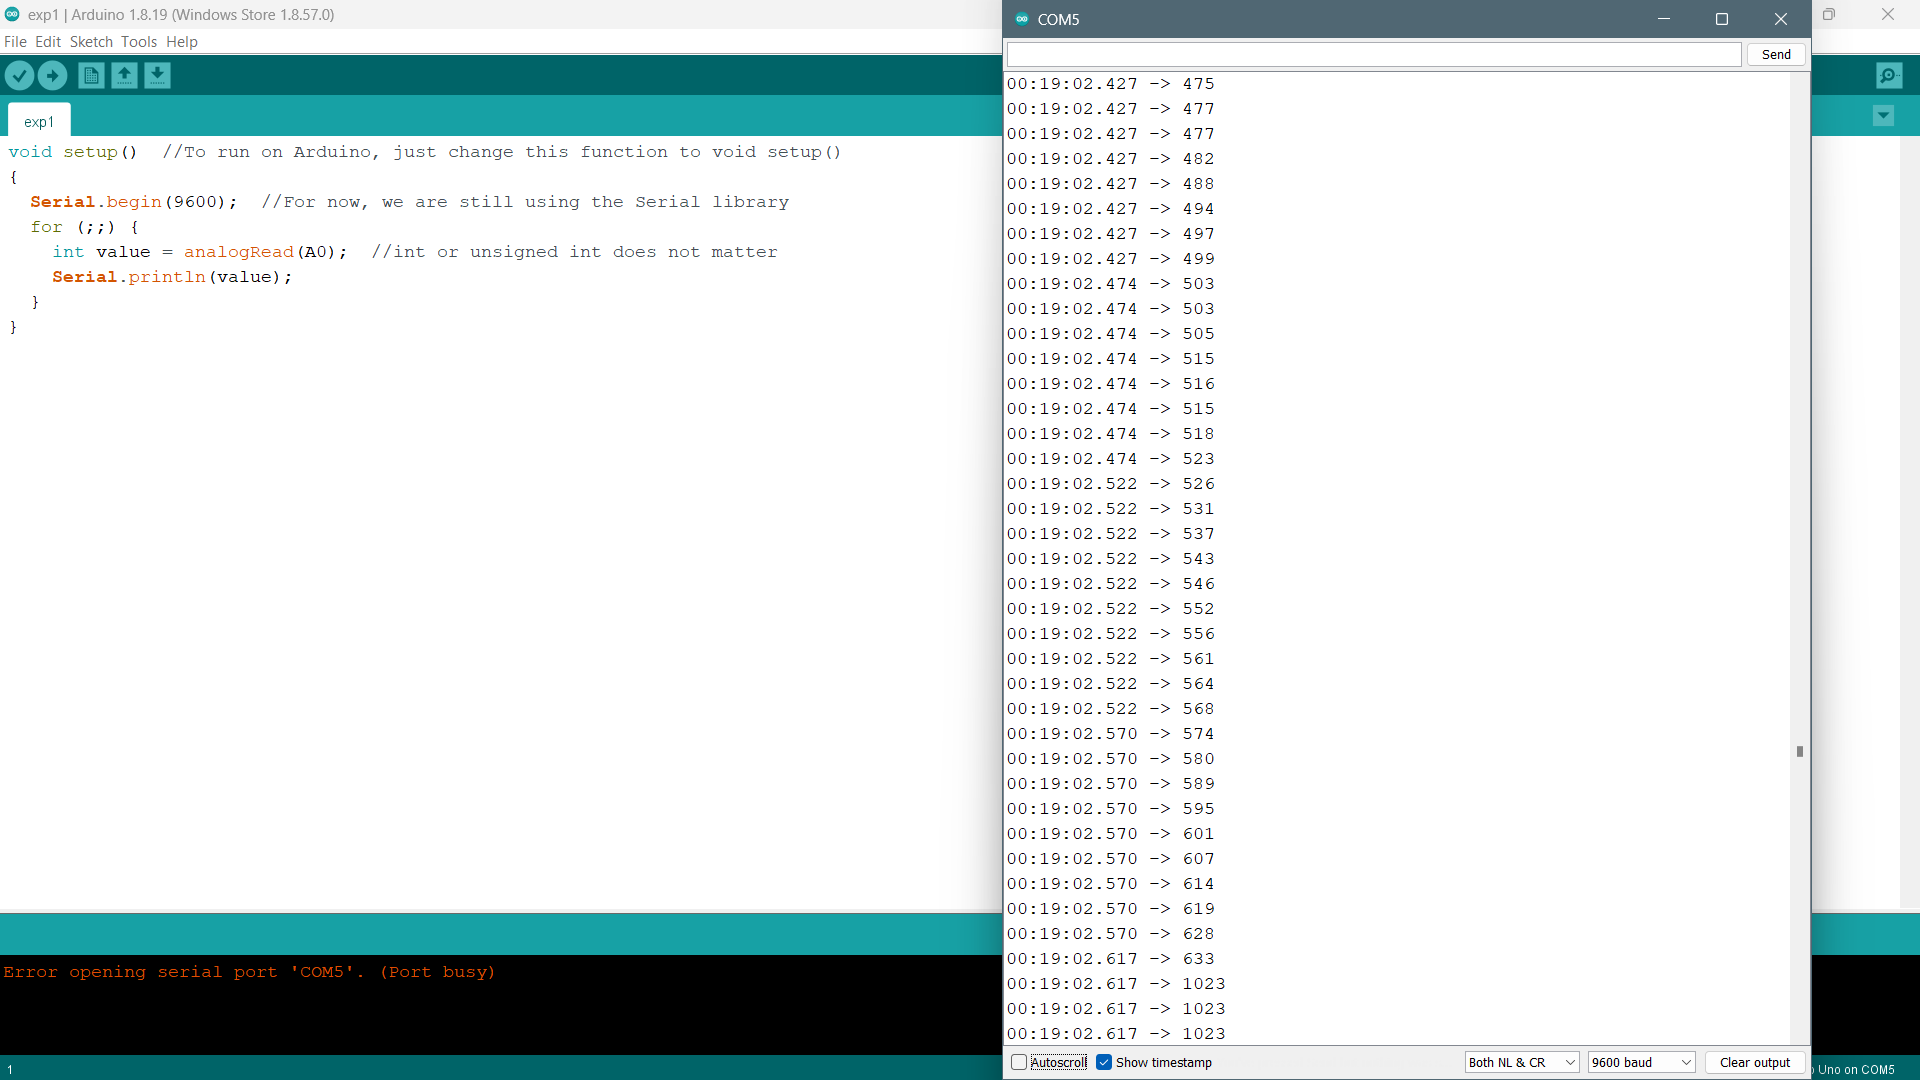 exp1 | Arduino 1.8.19 (Windows Store 1.8.57.0)
File Edit Sketch Tools Help
exp1
void setup()  //To run on Arduino, just change this function to void setup()
{
  Serial.begin(9600);  //For now, we are still using the Serial library
  for (;;) {
    int value = analogRead(A0);  //int or unsigned int does not matter
    Serial.println(value);
  }
}
Error opening serial port 'COM5'. (Port busy)
1
COM5
Send
00:19:02.427 -> 475
00:19:02.427 -> 477
00:19:02.427 -> 477
00:19:02.427 -> 482
00:19:02.427 -> 488
00:19:02.427 -> 494
00:19:02.427 -> 497
00:19:02.427 -> 499
00:19:02.474 -> 503
00:19:02.474 -> 503
00:19:02.474 -> 505
00:19:02.474 -> 515
00:19:02.474 -> 516
00:19:02.474 -> 515
00:19:02.474 -> 518
00:19:02.474 -> 523
00:19:02.522 -> 526
00:19:02.522 -> 531
00:19:02.522 -> 537
00:19:02.522 -> 543
00:19:02.522 -> 546
00:19:02.522 -> 552
00:19:02.522 -> 556
00:19:02.522 -> 561
00:19:02.522 -> 564
00:19:02.522 -> 568
00:19:02.570 -> 574
00:19:02.570 -> 580
00:19:02.570 -> 589
00:19:02.570 -> 595
00:19:02.570 -> 601
00:19:02.570 -> 607
00:19:02.570 -> 614
00:19:02.570 -> 619
00:19:02.570 -> 628
00:19:02.617 -> 633
00:19:02.617 -> 1023
00:19:02.617 -> 1023
00:19:02.617 -> 1023
Autoscroll Show timestamp Both NL & CR 9600 baud Clear output
Uno on COM5